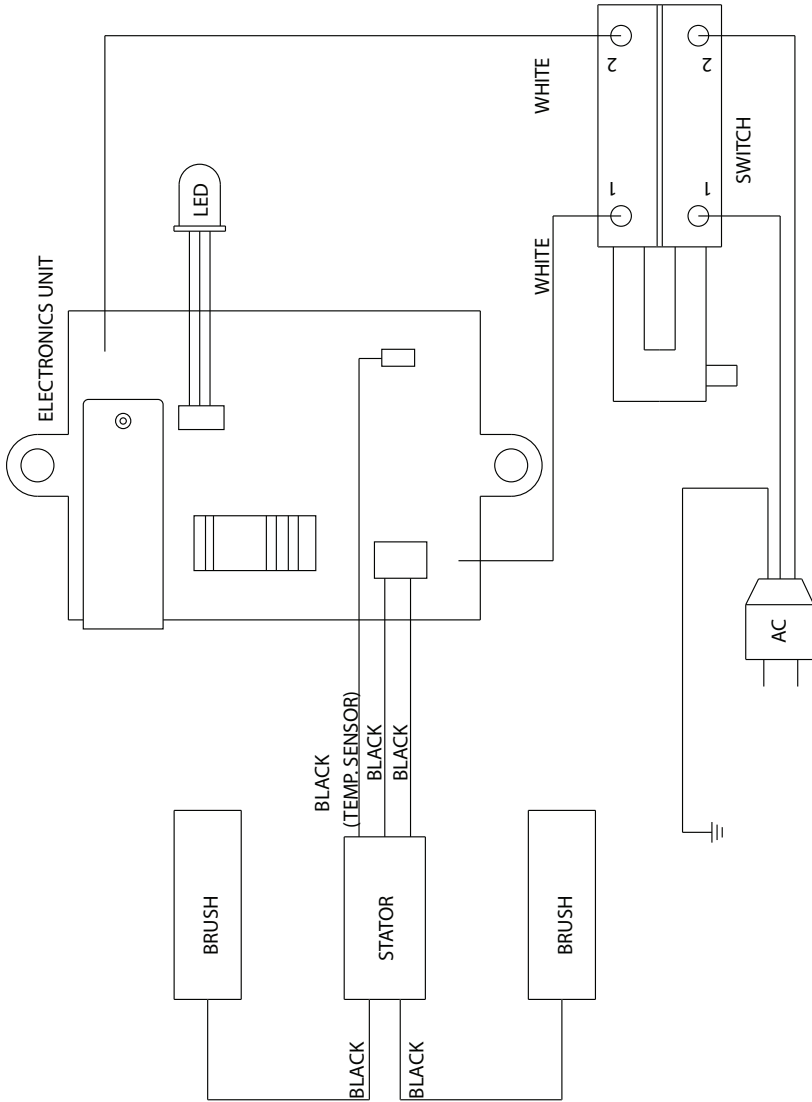 ELECTRONICS UNIT
LED
WHITE
WHITE
2
2
1
1
SWITCH
AC
BLACK
(TEMP. SENSOR)
BLACK
BLACK
BRUSH
STATOR
BRUSH
BLACK
BLACK